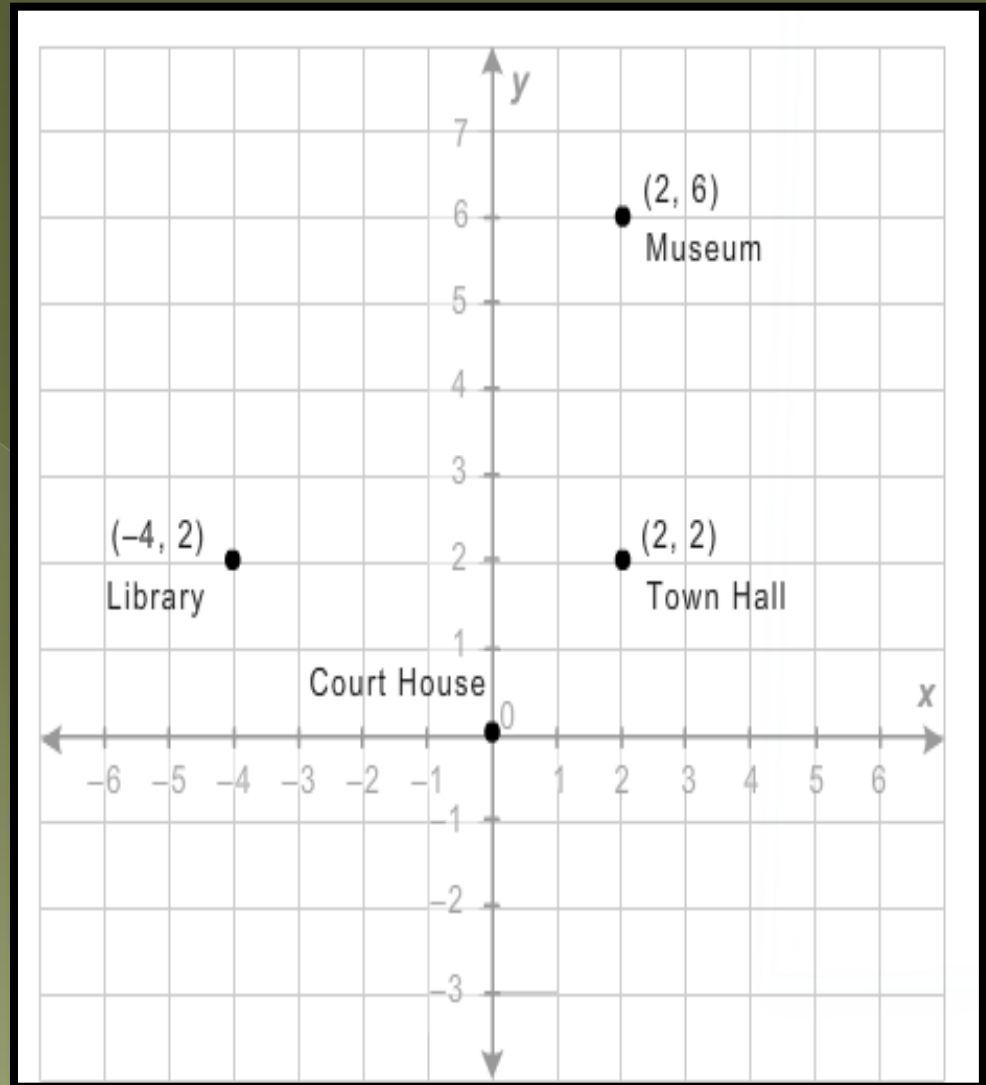 y
7
(2, 6)
6
Museum
5
4
3
(–4, 2)
(2, 2)
2
Library
Town Hall
1
Court House
x
0
–6 –5 –4 –3 –2 –1 1 2 3 4 5 6
–1
–2
–3